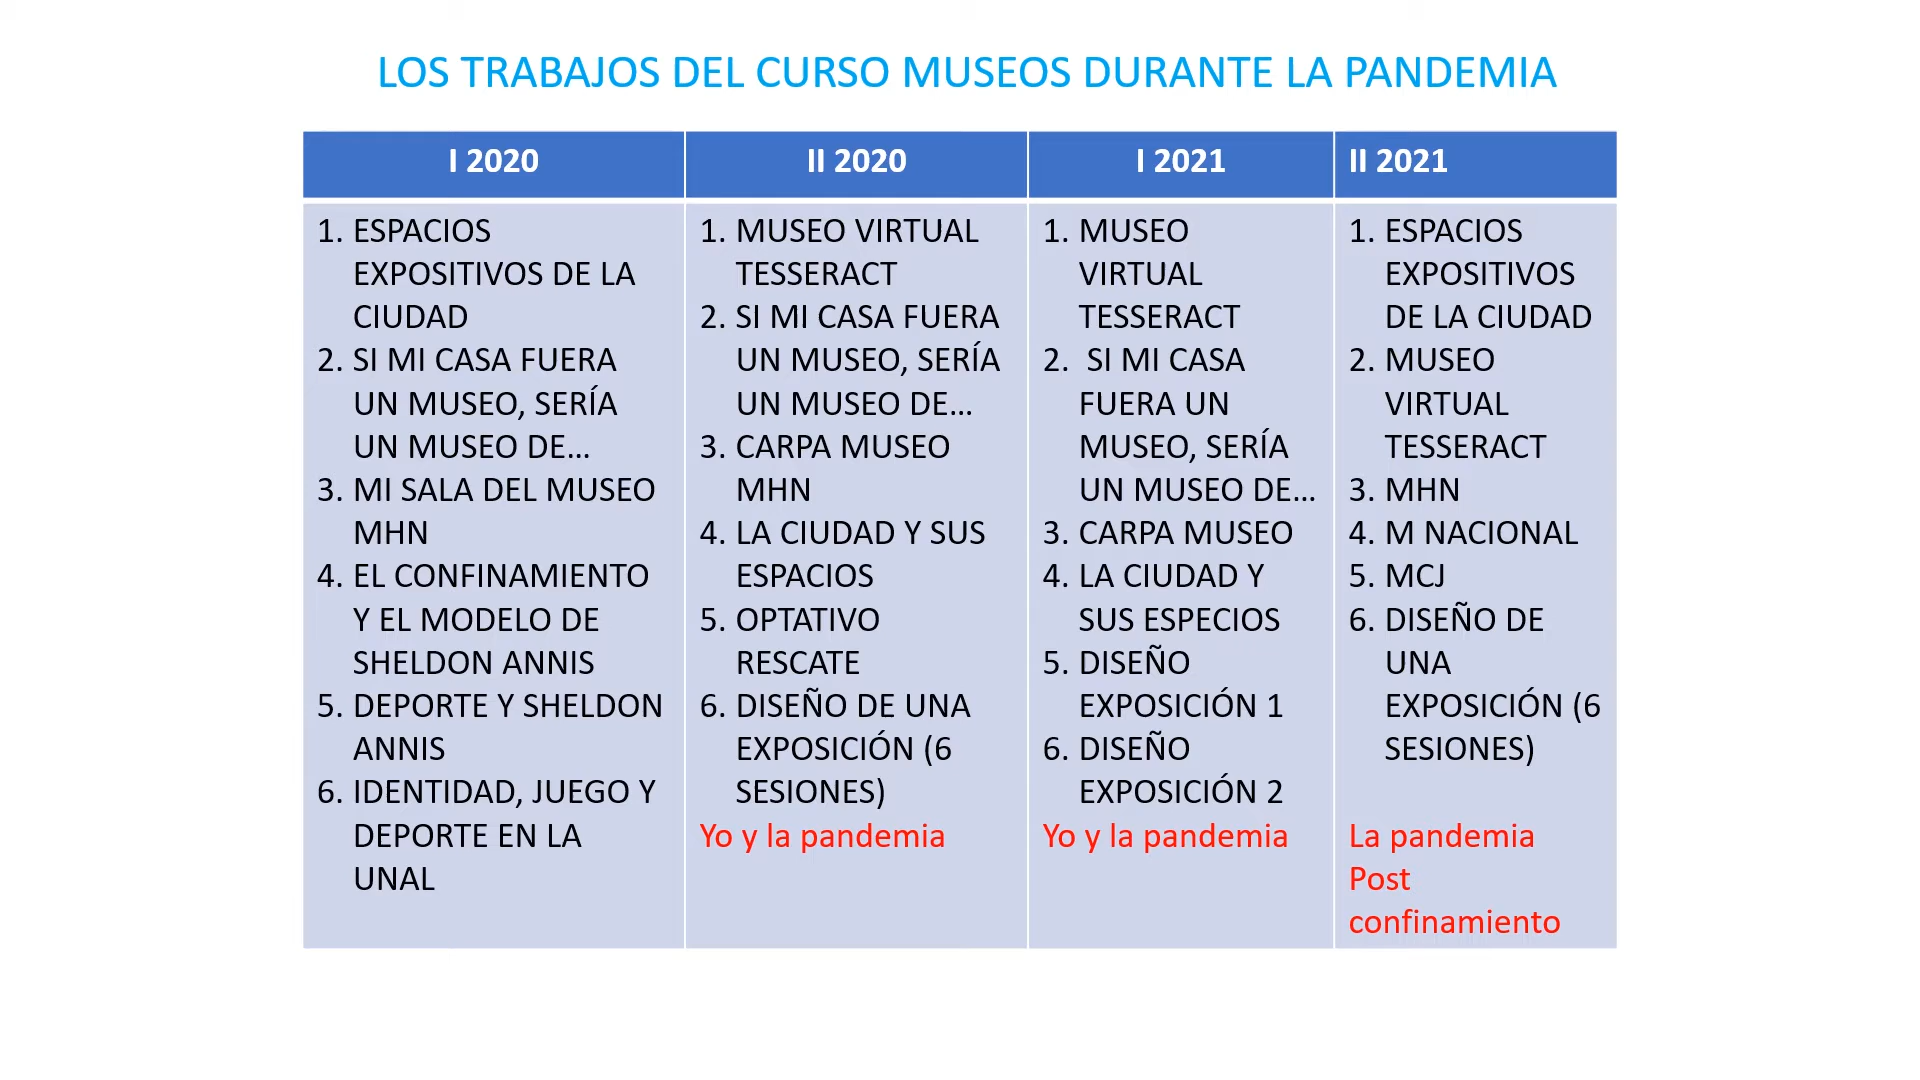 LOS TRABAJOS DEL CURSO MUSEOS DURANTE LA PANDEMIA
I 2020
1. ESPACIOS
EXPOSITIVOS DE LA
CIUDAD
2. SI MI CASA FUERA
UN MUSEO, SERÍA
UN MUSEO DE...
3. MI SALA DEL MUSEO
MHN
4. EL CONFINAMIENTO
Y EL MODELO DE
SHELDON ANNIS
5. DEPORTE Y SHELDON
ANNIS
6. IDENTIDAD, JUEGO Y
DEPORTE EN LA
UNAL
II 2020
1. MUSEO VIRTUAL
TESSERACT
2. SI MI CASA FUERA
UN MUSEO, SERÍA
UN MUSEO DE...
3. CARPA MUSEO
MHN
4. LA CIUDAD Y SUS
ESPACIOS
5. OPTATIVO
RESCATE
6. DISEÑO DE UNA
EXPOSICIÓN (6
SESIONES)
Yo y la pandemia
I 2021
1. MUSEO
VIRTUAL
TESSERACT
2. SI MI CASA
FUERA UN
MUSEO, SERÍA
UN MUSEO DE...
3. CARPA MUSEO
4. LA CIUDAD Y
SUS ESPECIOS
5. DISEÑO
EXPOSICIÓN 1
6. DISEÑO
EXPOSICIÓN 2
Yo y la pandemia
II 2021
1. ESPACIOS
EXPOSITIVOS
DE LA CIUDAD
2. MUSEO
VIRTUAL
TESSERACT
3. MHN
4. M NACIONAL
5. MCJ
6. DISEÑO DE
UNA
EXPOSICIÓN (6
SESIONES)
La pandemia
Post
confinamiento